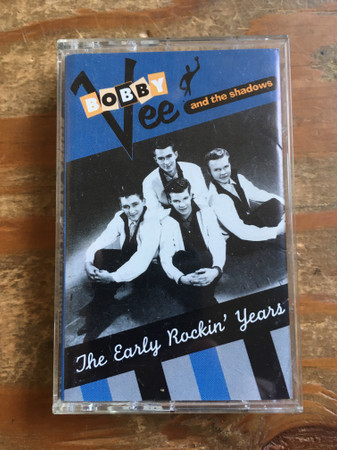 BOBBY
Vee
and the shadows
The Early Rockin' Years